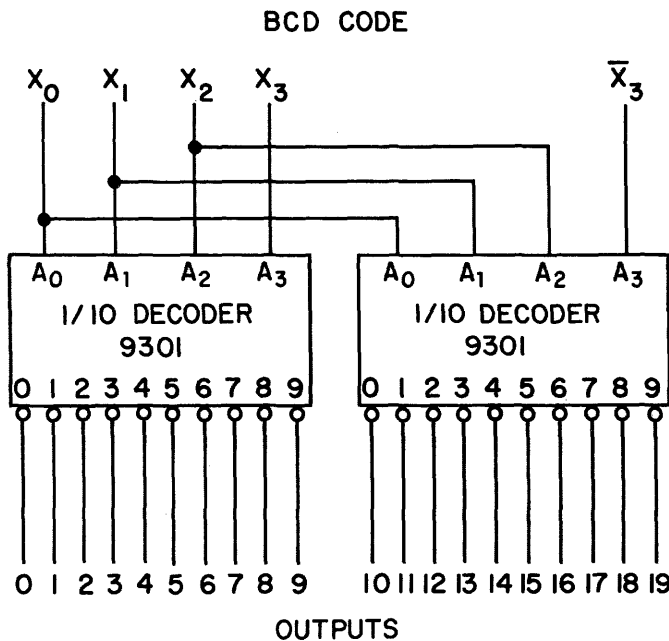 BCD CODE
X0 X1 X2 X3 X̅3
A0 A1 A2 A3 A0 A1 A2 A3
1/10 DECODER 1/10 DECODER
9301 9301
0 1 2 3 4 5 6 7 8 9 0 1 2 3 4 5 6 7 8 9
0 1 2 3 4 5 6 7 8 9 10 11 12 13 14 15 16 17 18 19
OUTPUTS